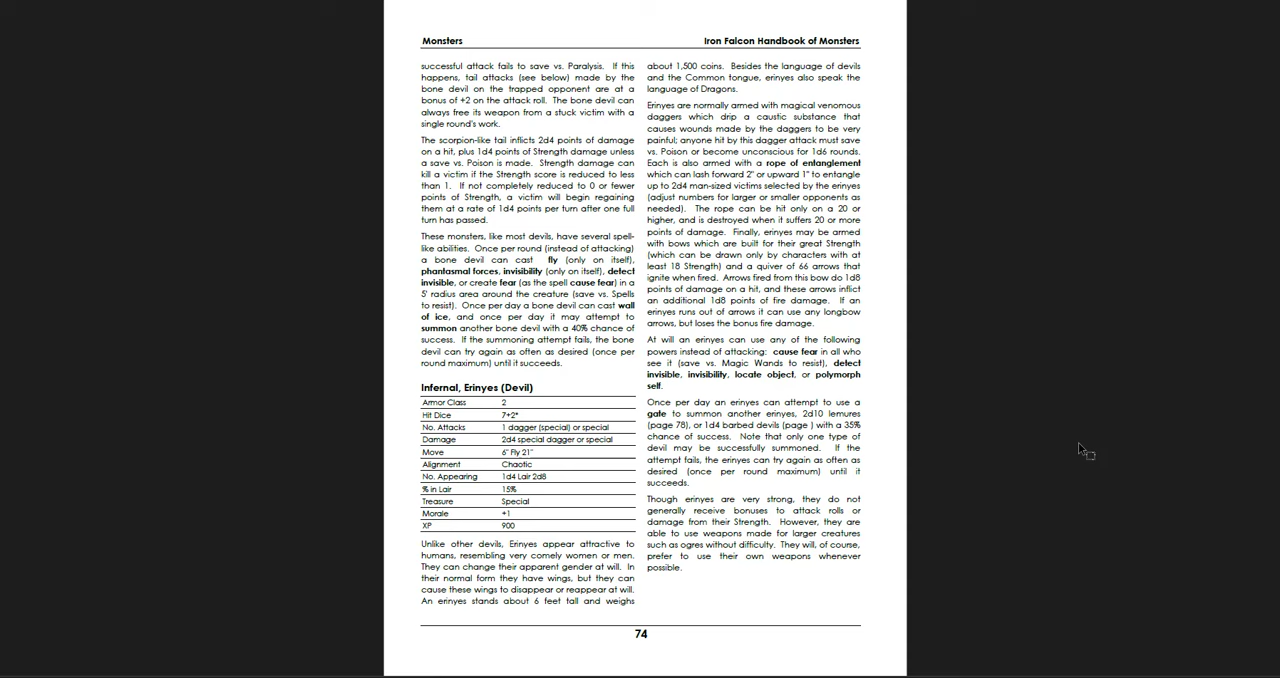 Monsters
Iron Falcon Handbook of Monsters
successful attack fails to save vs. Paralysis. If this
happens, tail attacks (see below) made by the
bone devil on the trapped opponent are at a
bonus of +2 on the attack roll. The bone devil can
always free its weapon from a stuck victim with a
single round's work.
The scorpion-like tail inflicts 2d4 points of damage
on a hit, plus 1d4 points of Strength damage unless
a save vs. Poison is made. Strength damage can
kill a victim if the Strength score is reduced to less
than 1. If not completely reduced to 0 or fewer
points of Strength, a victim will begin regaining
them at a rate of 1d4 points per turn after one full
turn has passed.
These monsters, like most devils, have several spell-
like abilities. Once per round (instead of attacking)
a bone devil can cast fly (only on itself),
phantasmal forces, invisibility (only on itself), detect
invisible, or create fear (as the spell cause fear) in a
5' radius area around the creature (save vs. Spells
to resist). Once per day a bone devil can cast wall
of ice, and once per day it may attempt to
summon another bone devil with a 40% chance of
success. If the summoning attempt fails, the bone
devil can try again as often as desired (once per
round maximum) until it succeeds.
Infernal, Erinyes (Devil)
Armor Class 2
Hit Dice 7+2*
No. Attacks 1 dagger (special) or special
Damage 2d4 special dagger or special
Move 6" Fly 21"
Alignment Chaotic
No. Appearing 1d4 Lair 2d8
% in Lair 15%
Treasure Special
Morale +1
XP 900
Unlike other devils, Erinyes appear attractive to
humans, resembling very comely women or men.
They can change their apparent gender at will. In
their normal form they have wings, but they can
cause these wings to disappear or reappear at will.
An erinyes stands about 6 feet tall and weighs
about 1,500 coins. Besides the language of devils
and the Common tongue, erinyes also speak the
language of Dragons.
Erinyes are normally armed with magical venomous
daggers which drip a caustic substance that
causes wounds made by the daggers to be very
painful; anyone hit by this dagger attack must save
vs. Poison or become unconscious for 1d6 rounds.
Each is also armed with a rope of entanglement
which can lash forward 2" or upward 1" to entangle
up to 2d4 man-sized victims selected by the erinyes
(adjust numbers for larger or smaller opponents as
needed). The rope can be hit only on a 20 or
higher, and is destroyed when it suffers 20 or more
points of damage. Finally, erinyes may be armed
with bows which are built for their great Strength
(which can be drawn only by characters with at
least 18 Strength) and a quiver of 66 arrows that
ignite when fired. Arrows fired from this bow do 1d8
points of damage on a hit, and these arrows inflict
an additional 1d8 points of fire damage. If an
erinyes runs out of arrows it can use any longbow
arrows, but loses the bonus fire damage.
At will an erinyes can use any of the following
powers instead of attacking: cause fear in all who
see it (save vs. Magic Wands to resist), detect
invisible, invisibility, locate object, or polymorph
self.
Once per day an erinyes can attempt to use a
gate to summon another erinyes, 2d10 lemures
(page 78), or 1d4 barbed devils (page ) with a 35%
chance of success. Note that only one type of
devil may be successfully summoned. If the
attempt fails, the erinyes can try again as often as
desired (once per round maximum) until it
succeeds.
Though erinyes are very strong, they do not
generally receive bonuses to attack rolls or
damage from their Strength. However, they are
able to use weapons made for larger creatures
such as ogres without difficulty. They will, of course,
prefer to use their own weapons whenever
possible.
74